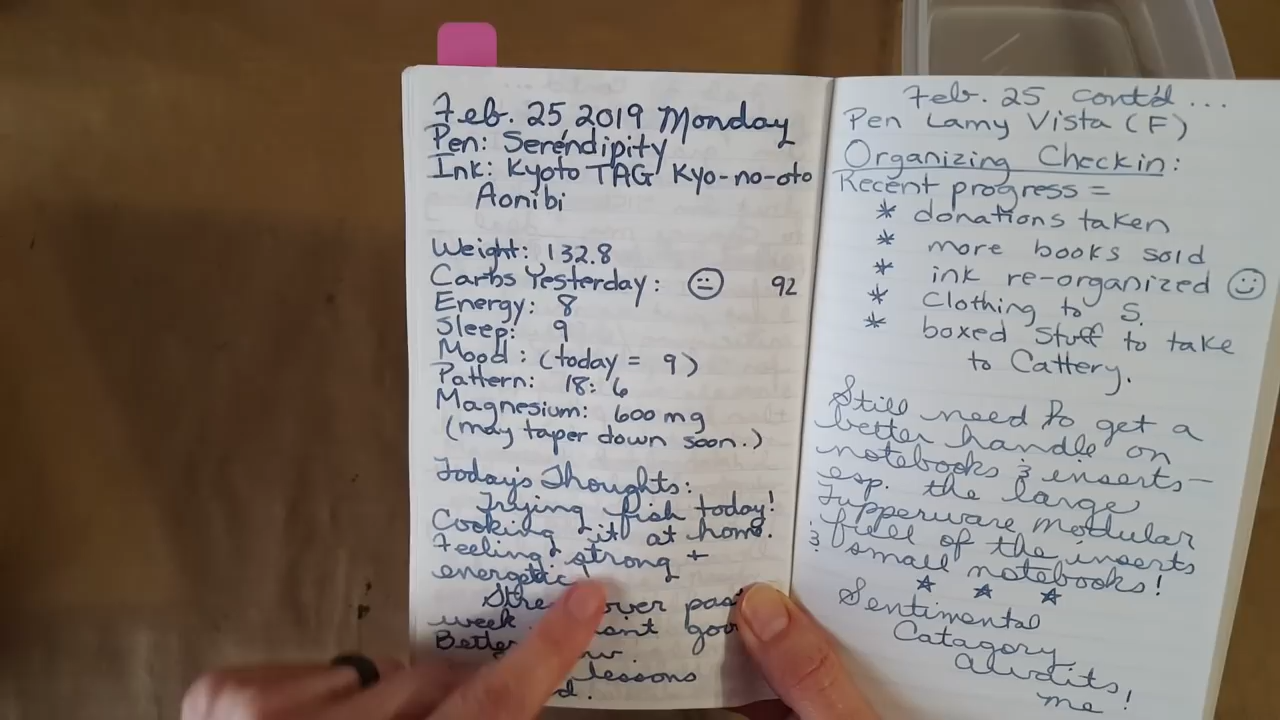 Feb. 25, 2019 Monday
Pen: Serendipity
Ink: Kyoto TAG Kyo-no-oto
Aonibi
Weight: 132.8
Carbs Yesterday: 😐 92
Energy: 8
Sleep: 9
Mood: (today = 9)
Pattern: 18:6
Magnesium: 600 mg
(may taper down soon.)
Today's Thoughts:
Trying fish today!
Cooking it at home.
Feeling strong +
energetic!
over past
week
Better
lessons
Feb. 25 cont'd ...
Pen Lamy Vista (F)
Organizing Checkin:
Recent progress =
* donations taken
* more books sold
* ink re-organized ☺
* Clothing to S.
* boxed stuff to take
to Cattery.
Still need to get a
better handle on
notebooks & inserts-
esp. the large
Tupperware modular
full of the inserts
& small notebooks!
☆ ☆ ☆
Sentimental
Catagory
Audits!
me